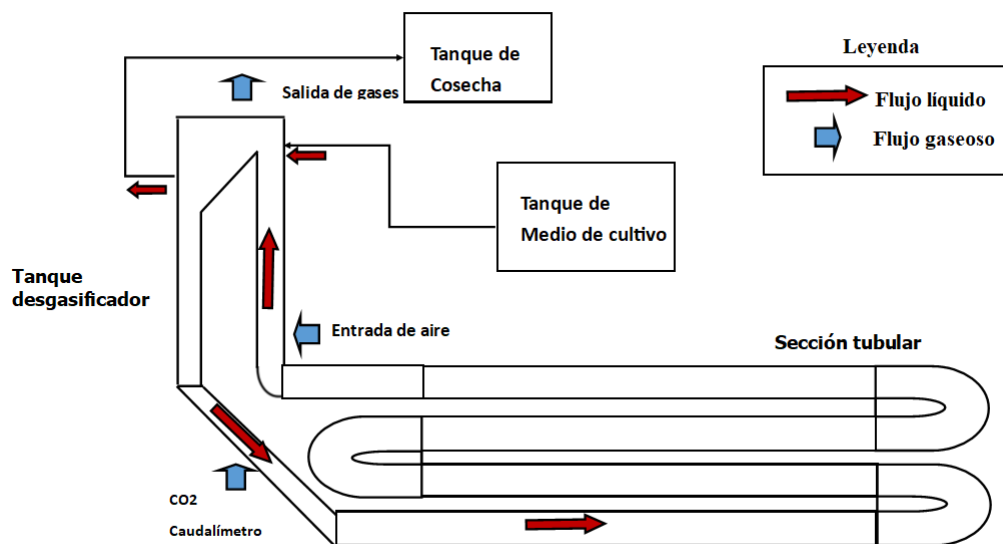 Tanque de
Cosecha
Salida de gases
Leyenda
Flujo líquido
Flujo gaseoso
Tanque de
Medio de cultivo
Tanque
desgasificador
Entrada de aire
Sección tubular
CO2
Caudalímetro